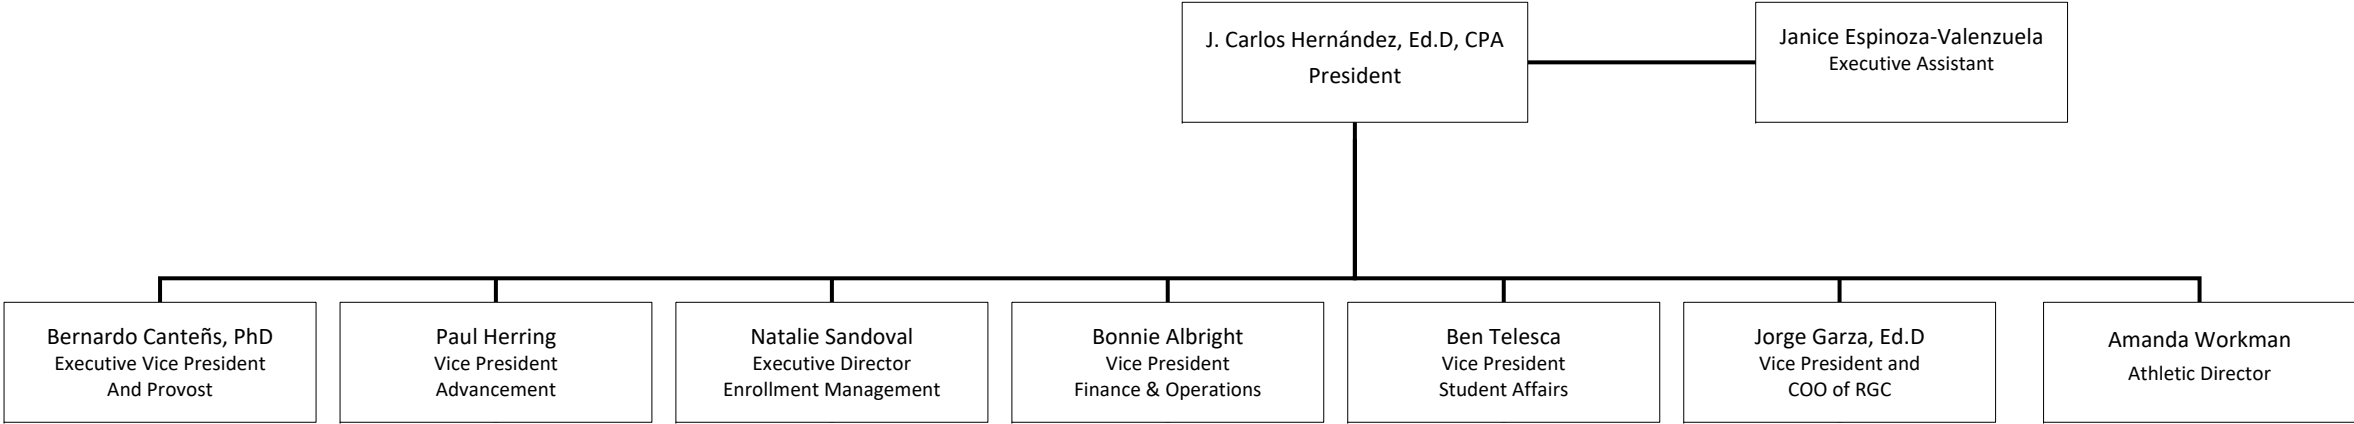 J. Carlos Hernández, Ed.D, CPA
President
Janice Espinoza-Valenzuela
Executive Assistant
Bernardo Canteñs, PhD
Executive Vice President
And Provost
Paul Herring
Vice President
Advancement
Natalie Sandoval
Executive Director
Enrollment Management
Bonnie Albright
Vice President
Finance & Operations
Ben Telesca
Vice President
Student Affairs
Jorge Garza, Ed.D
Vice President and
COO of RGC
Amanda Workman
Athletic Director